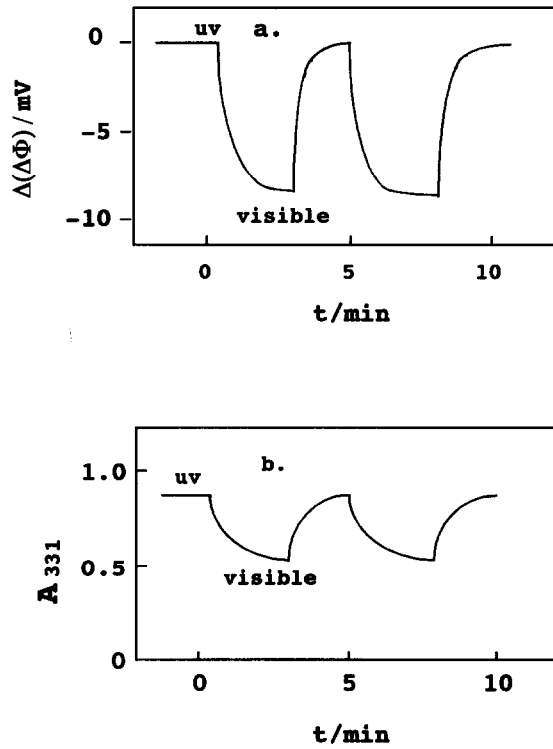 uv a.
0
-5
-10
Δ(ΔΦ)/mV
visible
0 5 10
t/min
1.0
0.5
0
A331
uv b.
visible
0 5 10
t/min